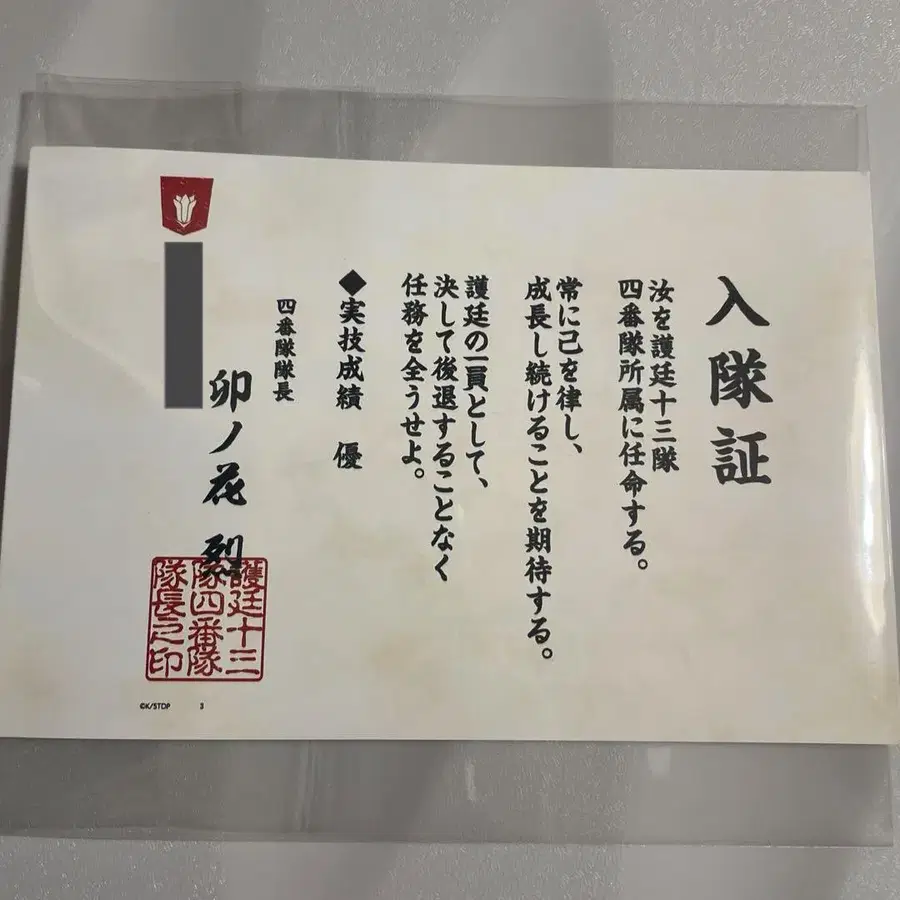 入隊証
汝を護廷十三隊
四番隊所属に任命する。
常に己を律し、
成長し続けることを期待する。
護廷の一員として、
決して後退することなく
任務を全うせよ。
◆実技成績 優
四番隊隊長
卯ノ花 烈
護廷十三
隊四番隊
隊長之印
©K/STDP 3